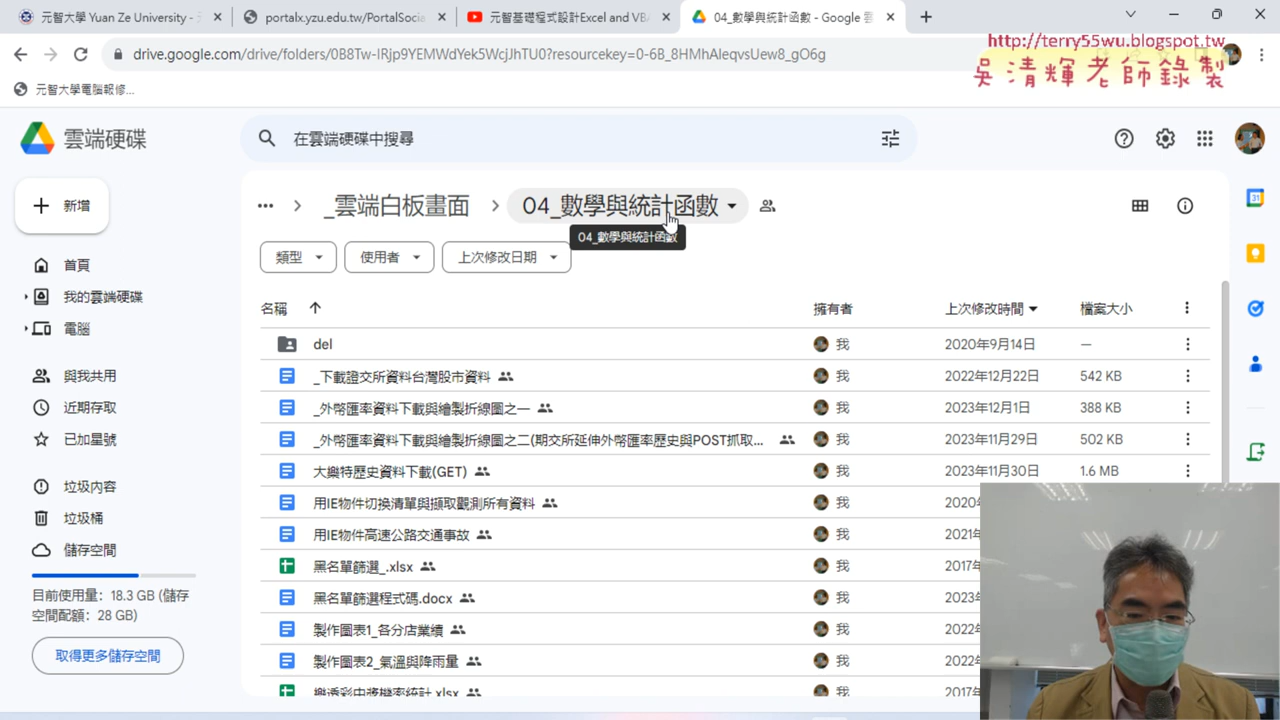 元智大學 Yuan Ze University -
portalx.yzu.edu.tw/PortalSocia
元智基礎程式設計Excel and VB
04_數學與統計函數 - Google 雲
drive.google.com/drive/folders/0B8Tw-IRjp9YEMWdYek5WcjJhTU0?resourcekey=0-6B_8HMhAleqvsUew8_gO6g
http://terry55wu.blogspot.tw
吳清輝老師錄製
元智大學電腦報修...
雲端硬碟
在雲端硬碟中搜尋
新增
_雲端白板畫面
04_數學與統計函數
04_數學與統計函數
類型
使用者
上次修改日期
首頁
我的雲端硬碟
電腦
與我共用
近期存取
已加星號
垃圾內容
垃圾桶
儲存空間
目前使用量：18.3 GB (儲存
空間配額：28 GB)
取得更多儲存空間
名稱
擁有者
上次修改時間
檔案大小
del
我
2020年9月14日
—
_下載證交所資料台灣股市資料
我
2022年12月22日
542 KB
_外幣匯率資料下載與繪製折線圖之一
我
2023年12月1日
388 KB
_外幣匯率資料下載與繪製折線圖之二(期交所延伸外幣匯率歷史與POST抓取...
我
2023年11月29日
502 KB
大樂特歷史資料下載(GET)
我
2023年11月30日
1.6 MB
用IE物件切換清單與擷取觀測所有資料
我
2020
用IE物件高速公路交通事故
我
2021
黑名單篩選_.xlsx
我
2017
黑名單篩選程式碼.docx
我
2022
製作圖表1_各分店業績
我
2022
製作圖表2_氣溫與降雨量
我
2022
樂透彩中獎機率統計.xlsx
我
2017
31